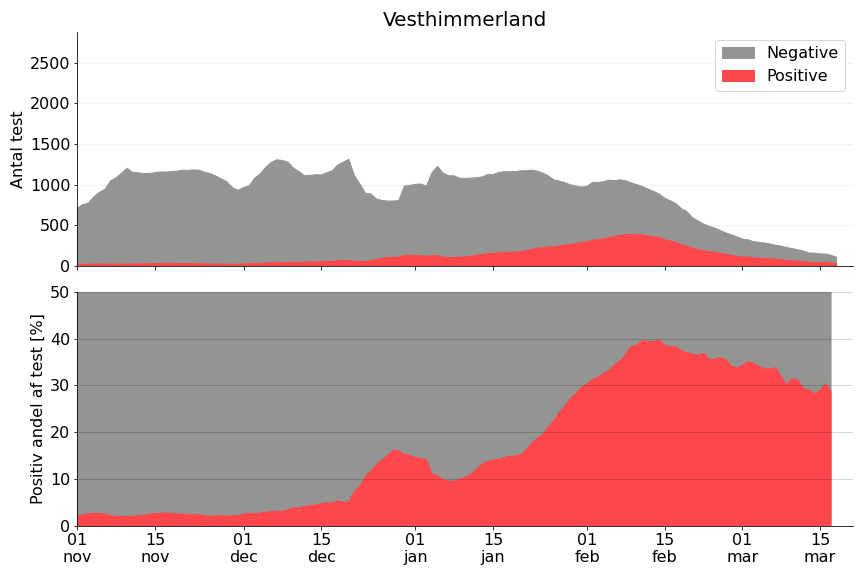 Vesthimmerland
Antal test
2500
2000
1500
1000
500
0
Negative
Positive
Positiv andel af test [%]
50
40
30
20
10
0
01 15 01 15 01 15 01 15 01 15
nov nov dec dec jan jan feb feb mar mar